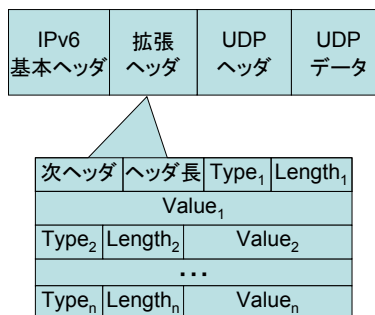 IPv6 基本ヘッダ 拡張ヘッダ UDP ヘッダ UDP データ
次ヘッダ ヘッダ長 Type₁ Length₁
Value₁
Type₂ Length₂ Value₂
...
Typeₙ Lengthₙ Valueₙ